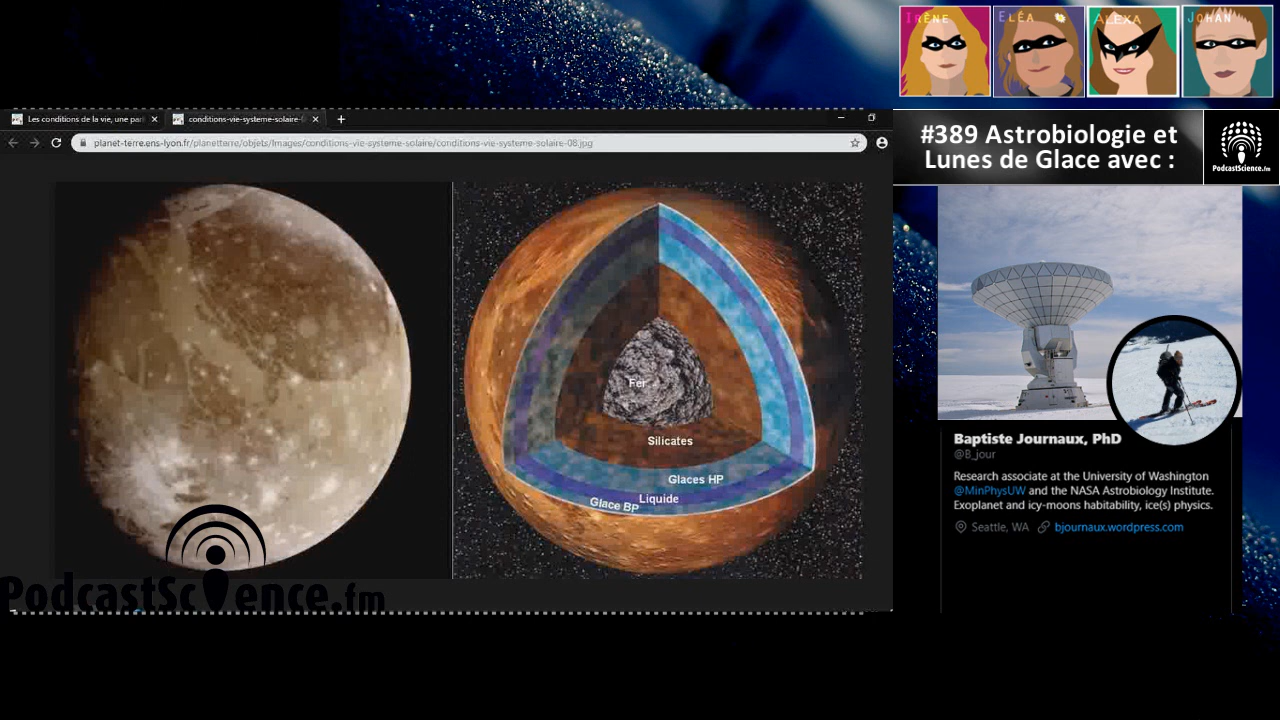 IRÈNE
ELÉA
ALEXA
JOHAN
Les conditions de la vie, une par
conditions-vie-systeme-solaire-
planet-terre.ens-lyon.fr/planetterre/objets/Images/conditions-vie-systeme-solaire/conditions-vie-systeme-solaire-08.jpg
#389 Astrobiologie et
Lunes de Glace avec :
PodcastScience.fm
Fer
Silicates
Glaces HP
Liquide
Glace BP
Baptiste Journaux, PhD
@B_jour
Research associate at the University of Washington
@MinPhysUW and the NASA Astrobiology Institute.
Exoplanet and icy-moons habitability, ice(s) physics.
Seattle, WA bjournaux.wordpress.com
PodcastScience.fm